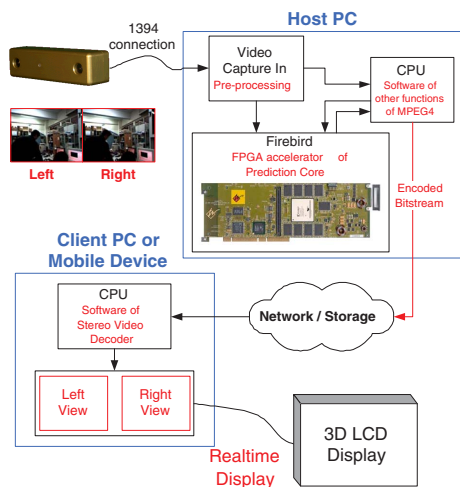 Host PC
1394
connection
Video
Capture In
Pre-processing
CPU
Software of
other functions
of MPEG4
Left
Right
Firebird
FPGA accelerator of
Prediction Core
Encoded
Bitstream
Client PC or
Mobile Device
CPU
Software of
Stereo Video
Decoder
Network / Storage
Left
View
Right
View
Realtime
Display
3D LCD
Display